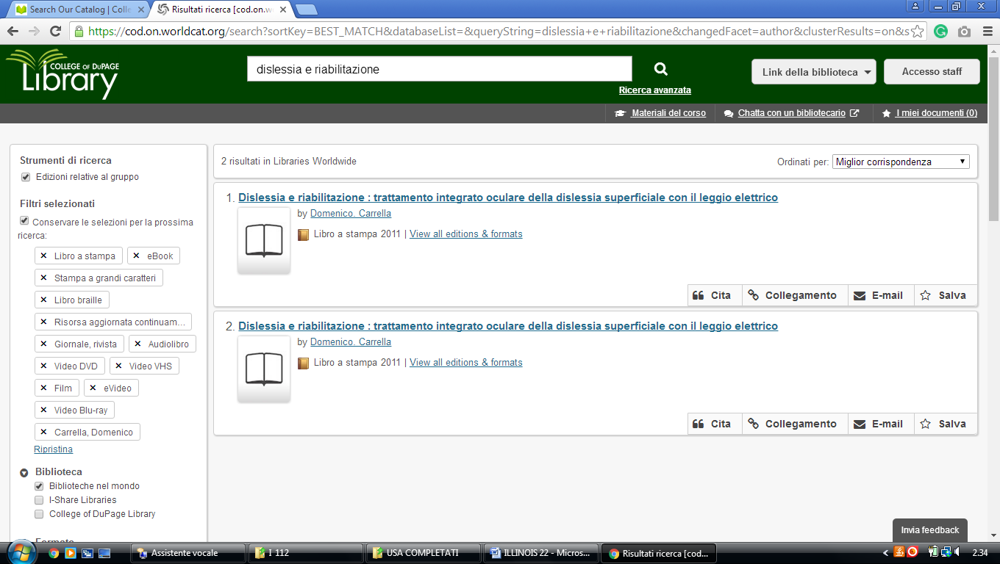 Search Our Catalog | Colle
Risultati ricerca [cod.on.w
https://cod.on.worldcat.org/search?sortKey=BEST_MATCH&databaseList=&queryString=dislessia+e+riabilitazione&changedFacet=author&clusterResults=on&s
COLLEGE OF DUPAGE
Library
dislessia e riabilitazione
Ricerca avanzata
Link della biblioteca
Accesso staff
Materiali del corso
Chatta con un bibliotecario
I miei documenti (0)
Strumenti di ricerca
Edizioni relative al gruppo
Filtri selezionati
Conservare le selezioni per la prossima
ricerca:
Libro a stampa
eBook
Stampa a grandi caratteri
Libro braille
Risorsa aggiornata continuam...
Giornale, rivista
Audiolibro
Video DVD
Video VHS
Film
eVideo
Video Blu-ray
Carrella, Domenico
Ripristina
Biblioteca
Biblioteche nel mondo
I-Share Libraries
College of DuPage Library
Formato
2 risultati in Libraries Worldwide
Ordinati per: Miglior corrispondenza
1. Dislessia e riabilitazione : trattamento integrato oculare della dislessia superficiale con il leggio elettrico
by Domenico. Carrella
Libro a stampa 2011 | View all editions & formats
Cita
Collegamento
E-mail
Salva
2. Dislessia e riabilitazione : trattamento integrato oculare della dislessia superficiale con il leggio elettrico
by Domenico. Carrella
Libro a stampa 2011 | View all editions & formats
Cita
Collegamento
E-mail
Salva
Invia feedback
Assistente vocale
I 112
USA COMPLETATI
ILLINOIS 22 - Micros...
Risultati ricerca [cod...
2.34